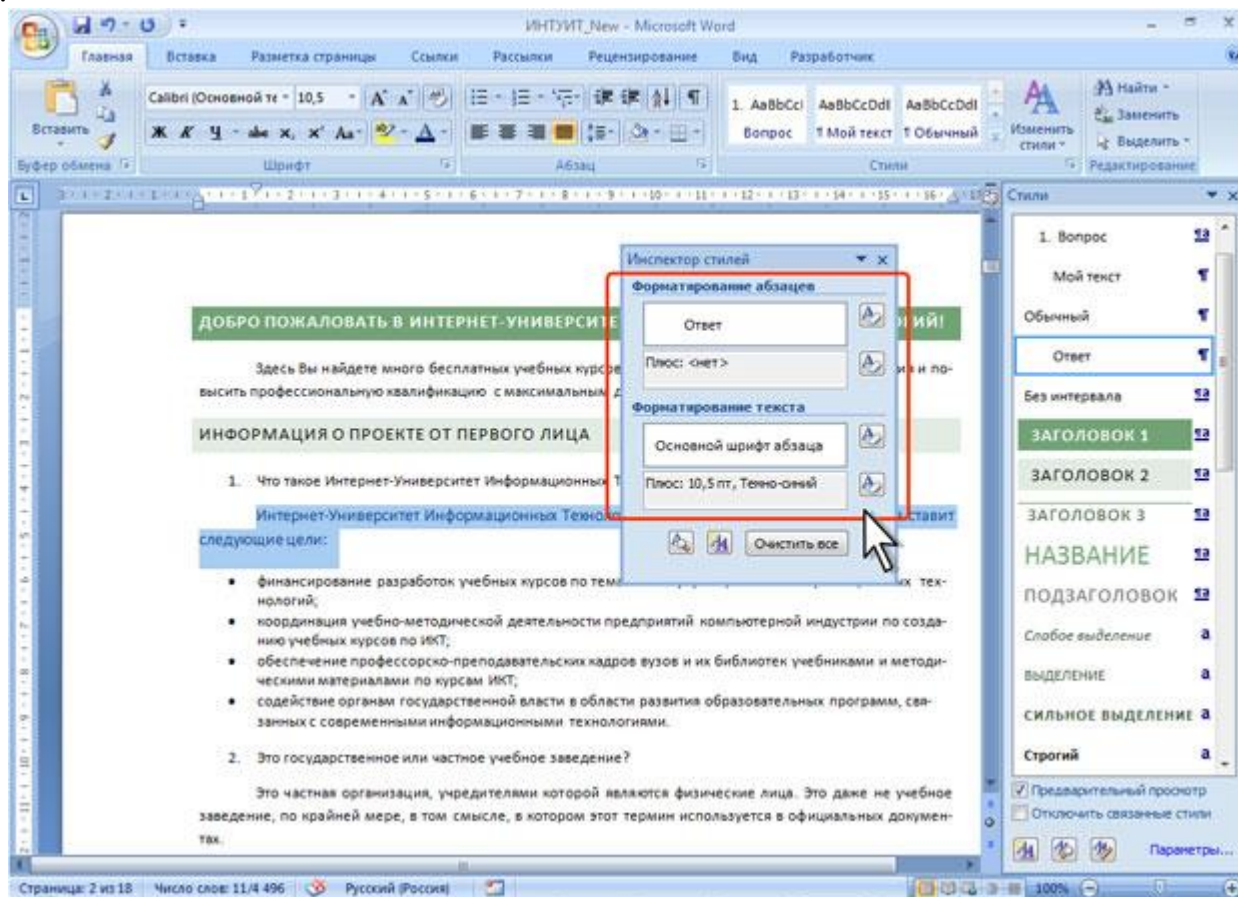 ИНТУИТ_New - Microsoft Word
Главная Вставка Разметка страницы Ссылки Рассылки Рецензирование Вид Разработчик
Вставить
Calibri (Основной те 10,5
Ж К Ч abc x, x' Aa
1. AaBbCcI AaBbCcDdI AaBbCcDdI
Вопрос ¶ Мой текст ¶ Обычный
Изменить стили
Найти
Заменить
Выделить
Буфер обмена Шрифт Абзац Стили Редактирование
Инспектор стилей
Форматирование абзацев
Ответ
Плюс: <нет>
Форматирование текста
Основной шрифт абзаца
Плюс: 10,5 пт, Темно-синий
Очистить все
ДОБРО ПОЖАЛОВАТЬ В ИНТЕРНЕТ-УНИВЕРСИТЕ ИЙ!
Здесь Вы найдете много бесплатных учебных курсов и по-
высить профессиональную квалификацию с максимальным
ИНФОРМАЦИЯ О ПРОЕКТЕ ОТ ПЕРВОГО ЛИЦА
1. Что такое Интернет-Университет Информационных Т
Интернет-Университет Информационных Технолог ставит
следующие цели:
• финансирование разработок учебных курсов по тема их тех-
нологий;
• координация учебно-методической деятельности предприятий компьютерной индустрии по созда-
нию учебных курсов по ИКТ;
• обеспечение профессорско-преподавательских кадров вузов и их библиотек учебниками и методи-
ческими материалами по курсам ИКТ;
• содействие органам государственной власти в области развития образовательных программ, свя-
занных с современными информационными технологиями.
2. Это государственное или частное учебное заведение?
Это частная организация, учредителями которой являются физические лица. Это даже не учебное
заведение, по крайней мере, в том смысле, в котором этот термин используется в официальных докумен-
тах.
Стили
1. Вопрос
Мой текст
Обычный
Ответ
Без интервала
ЗАГОЛОВОК 1
ЗАГОЛОВОК 2
ЗАГОЛОВОК 3
НАЗВАНИЕ
ПОДЗАГОЛОВОК
Слабое выделение
ВЫДЕЛЕНИЕ
СИЛЬНОЕ ВЫДЕЛЕНИЕ
Строгий
Предварительный просмотр
Отключить связанные стили
Параметры...
Страница: 2 из 18 Число слов: 11/4 496 Русский (Россия) 100%